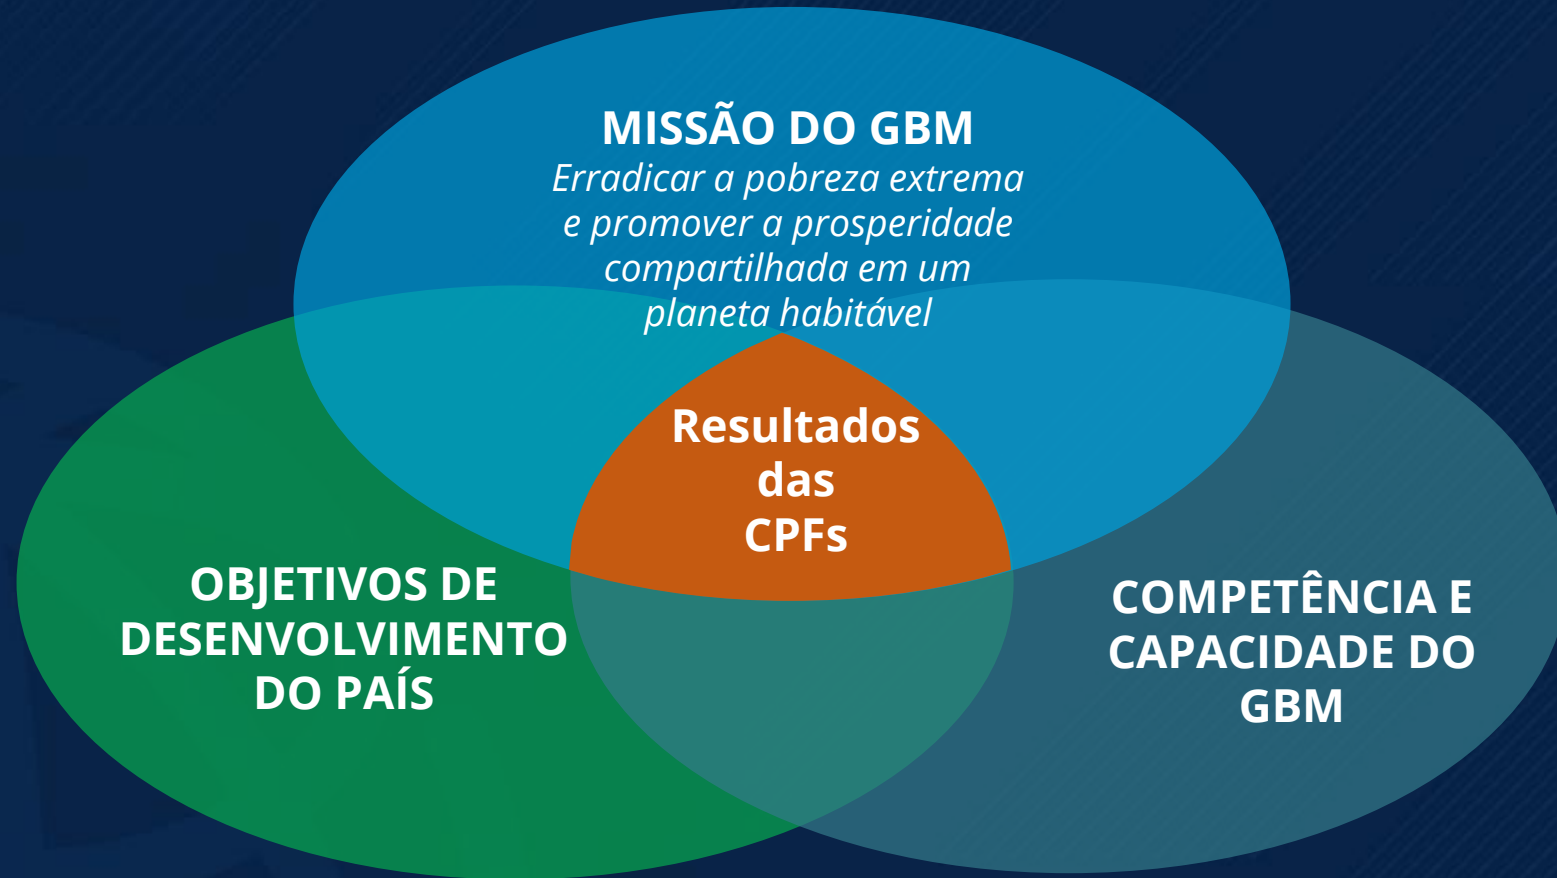 MISSÃO DO GBM
Erradicar a pobreza extrema
e promover a prosperidade
compartilhada em um
planeta habitável
Resultados
das
CPFs
OBJETIVOS DE
DESENVOLVIMENTO
DO PAÍS
COMPETÊNCIA E
CAPACIDADE DO
GBM